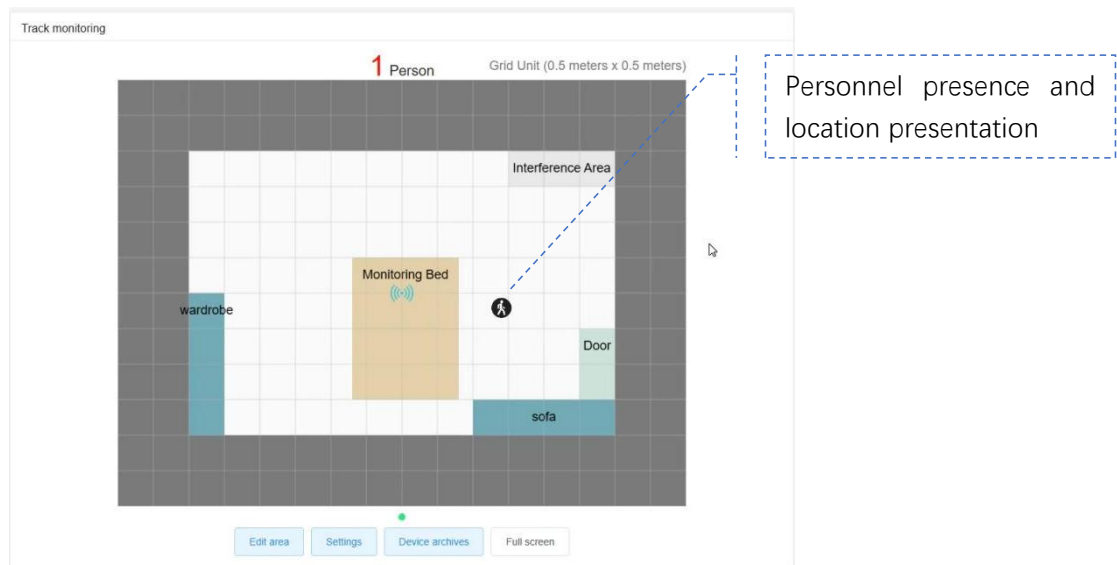 Track monitoring
1 Person
Grid Unit (0.5 meters x 0.5 meters)
Personnel presence and
location presentation
Interference Area
Monitoring Bed
wardrobe
Door
sofa
Edit area
Settings
Device archives
Full screen